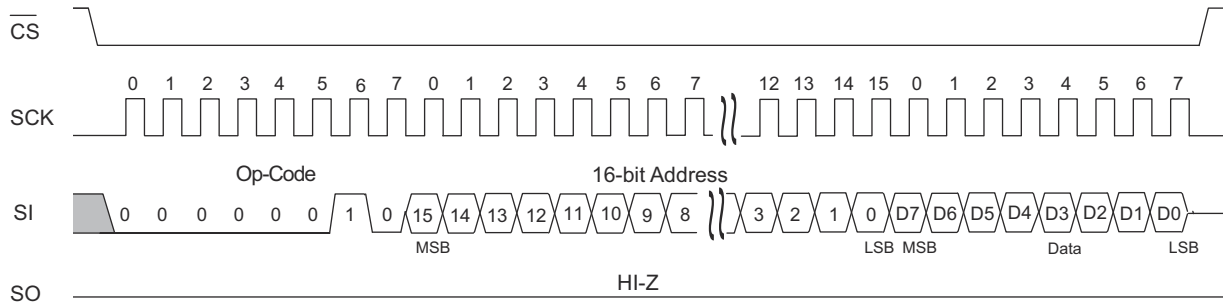 CS
0 1 2 3 4 5 6 7 0 1 2 3 4 5 6 7 12 13 14 15 0 1 2 3 4 5 6 7
SCK
Op-Code 16-bit Address
SI 0 0 0 0 0 0 1 0 15 14 13 12 11 10 9 8 3 2 1 0 D7 D6 D5 D4 D3 D2 D1 D0
MSB LSB MSB Data LSB
HI-Z
SO